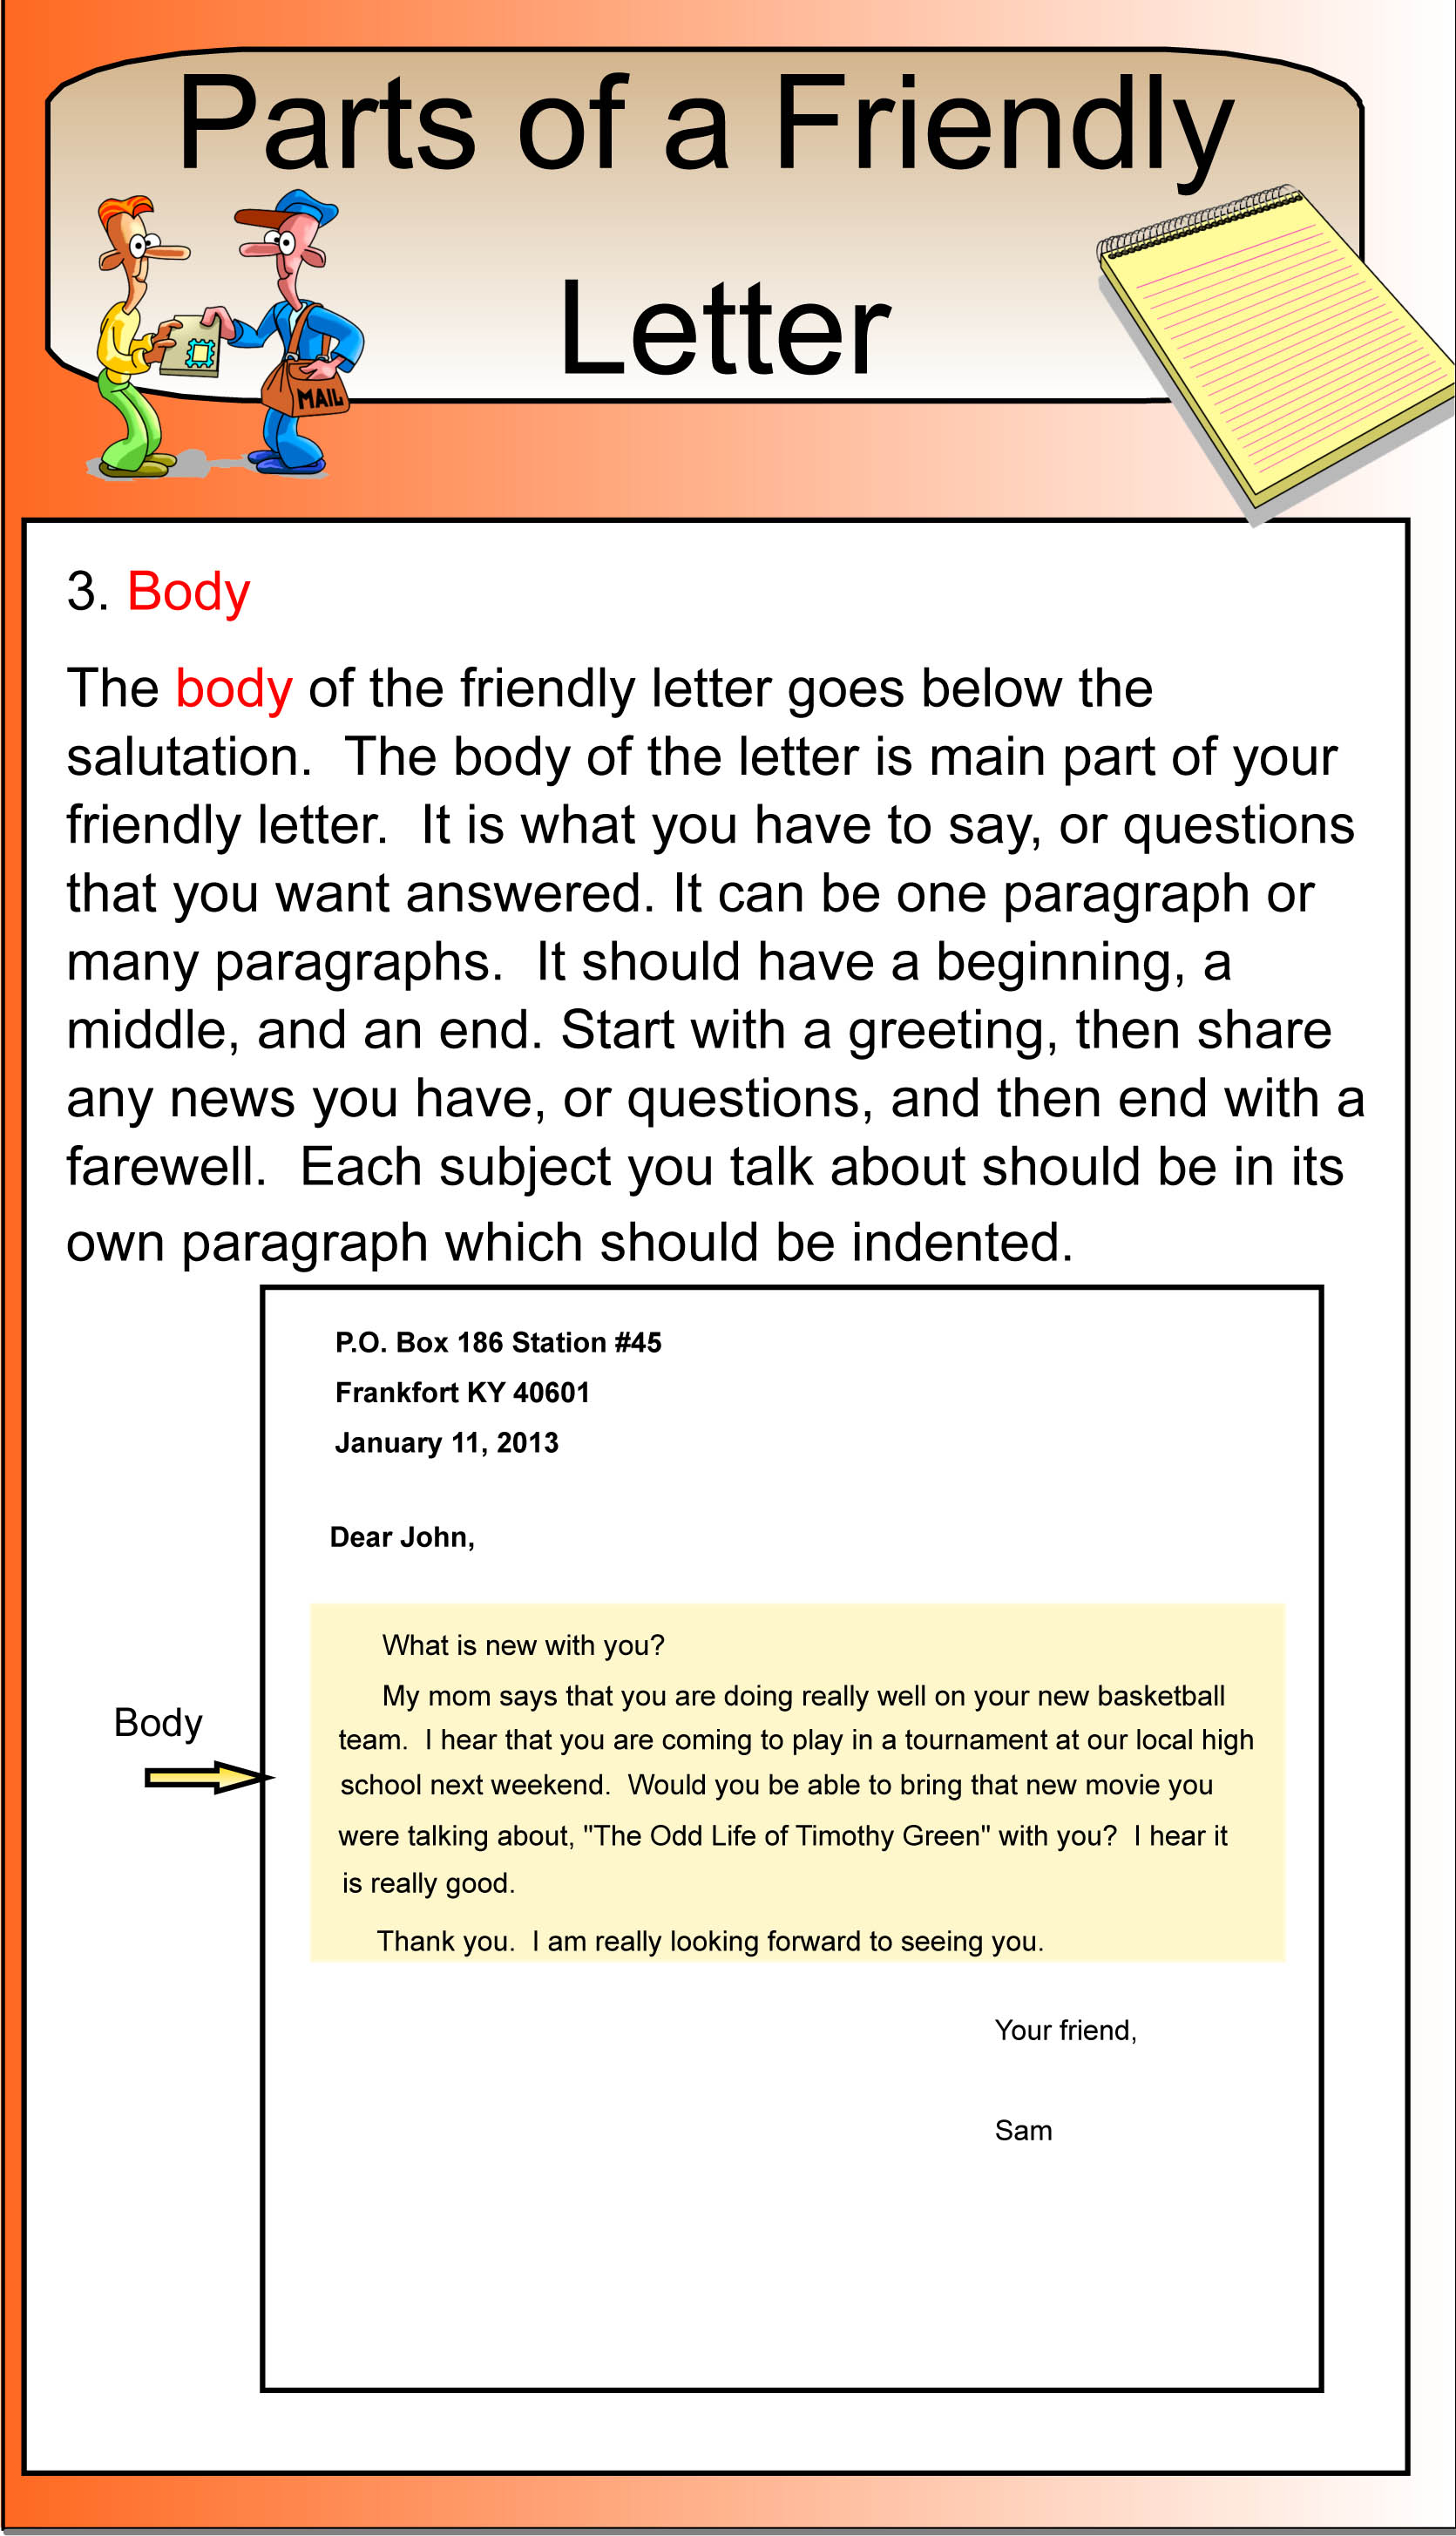 Parts of a Friendly
Letter
MAIL
3. Body
The body of the friendly letter goes below the
salutation.  The body of the letter is main part of your
friendly letter.  It is what you have to say, or questions
that you want answered. It can be one paragraph or
many paragraphs.  It should have a beginning, a
middle, and an end. Start with a greeting, then share
any news you have, or questions, and then end with a
farewell.  Each subject you talk about should be in its
own paragraph which should be indented.
P.O. Box 186 Station #45
Frankfort KY 40601
January 11, 2013
Dear John,
Body
What is new with you?
My mom says that you are doing really well on your new basketball
team.  I hear that you are coming to play in a tournament at our local high
school next weekend.  Would you be able to bring that new movie you
were talking about, "The Odd Life of Timothy Green" with you?  I hear it
is really good.
Thank you.  I am really looking forward to seeing you.
Your friend,
Sam